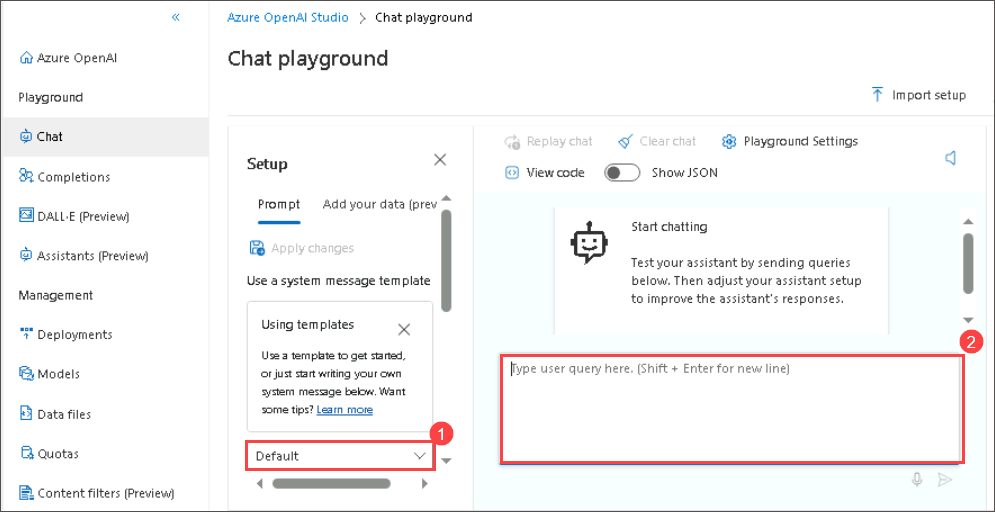 «
Azure OpenAI Studio > Chat playground
Azure OpenAI
Playground
Chat
Completions
DALL·E (Preview)
Assistants (Preview)
Management
Deployments
Models
Data files
Quotas
Content filters (Preview)
Chat playground
Import setup
Setup
Prompt
Add your data (prev
Apply changes
Use a system message template
Using templates
Use a template to get started,
or just start writing your own
system message below. Want
some tips? Learn more
1
Default
Replay chat
Clear chat
Playground Settings
View code
Show JSON
Start chatting
Test your assistant by sending queries
below. Then adjust your assistant setup
to improve the assistant's responses.
2
Type user query here. (Shift + Enter for new line)